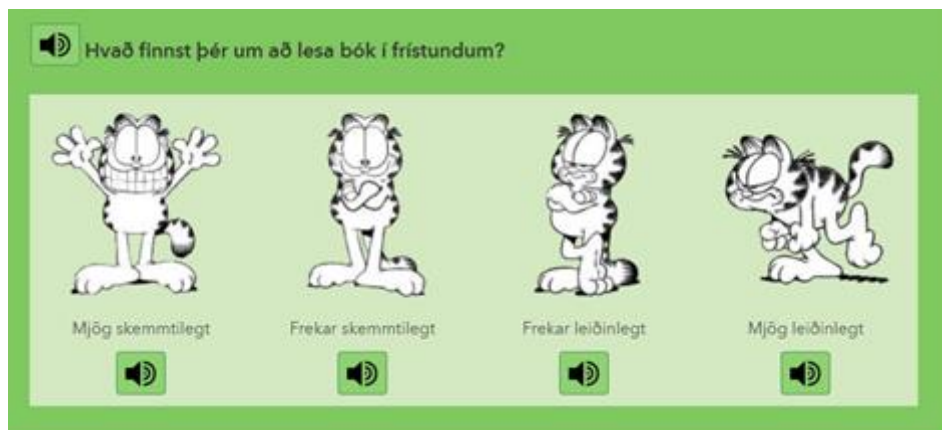 Hvað finnst þér um að lesa bók í frístundum?
Mjög skemmtilegt
Frekar skemmtilegt
Frekar leiðinlegt
Mjög leiðinlegt